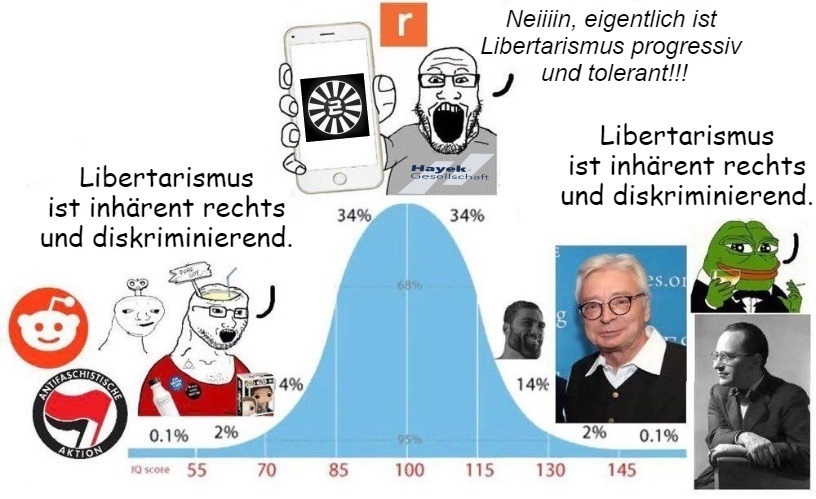 r
Neiiiin, eigentlich ist
Libertarismus progressiv
und tolerant!!!
Hayek
Gesellschaft
Libertarismus
ist inhärent rechts
und diskriminierend.
Libertarismus
ist inhärent rechts
und diskriminierend.
34%
34%
68%
es.or
g
ANTIFASCHISTISCHE
AKTION
4%
14%
0.1%
2%
95%
2%
0.1%
IQ score
55
70
85
100
115
130
145